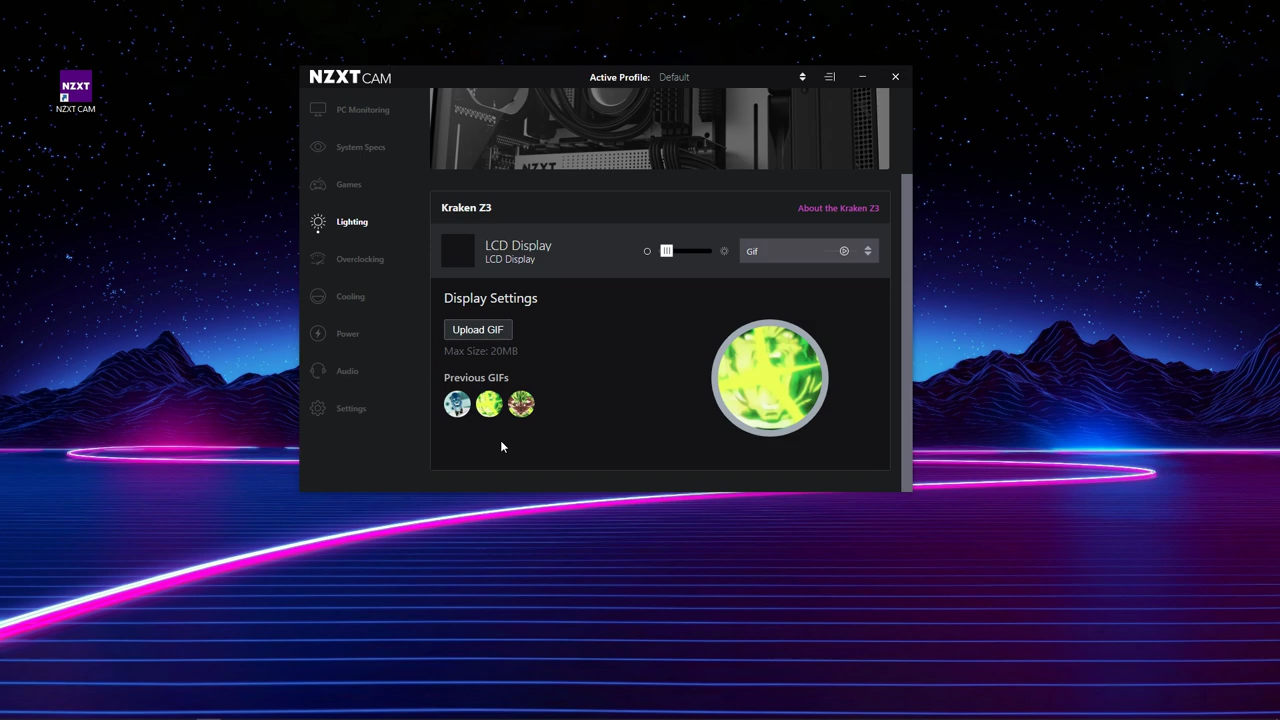 NZXT
NZXT CAM
NZXT CAM
Active Profile: Default
PC Monitoring
System Specs
Games
Lighting
Overclocking
Cooling
Power
Audio
Settings
NZXT
Kraken Z3
About the Kraken Z3
LCD Display
LCD Display
Gif
Display Settings
Upload GIF
Max Size: 20MB
Previous GIFs